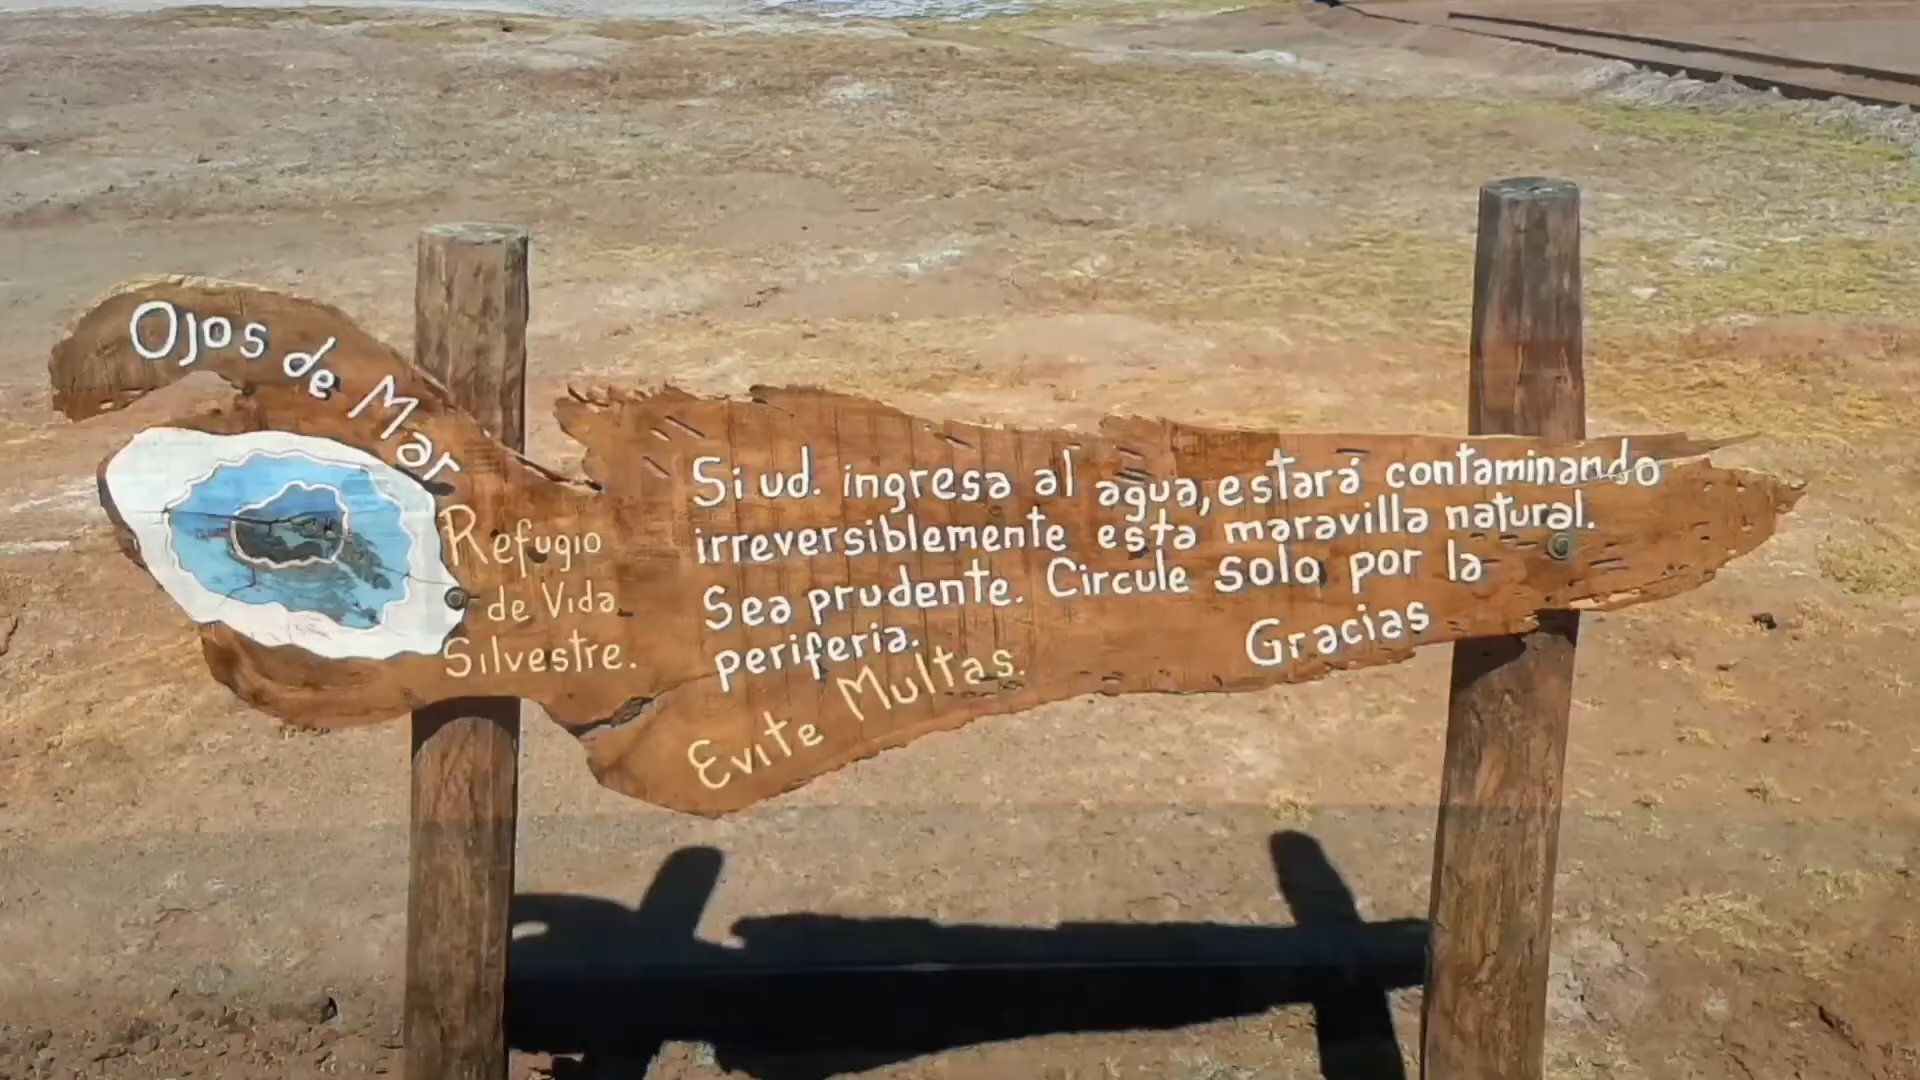 Ojos de Mar
Refugio
de Vida
Silvestre.
Si ud. ingresa al agua, estará contaminando
irreversiblemente esta maravilla natural.
Sea prudente. Circule solo por la
periferia.
Gracias
Evite Multas.